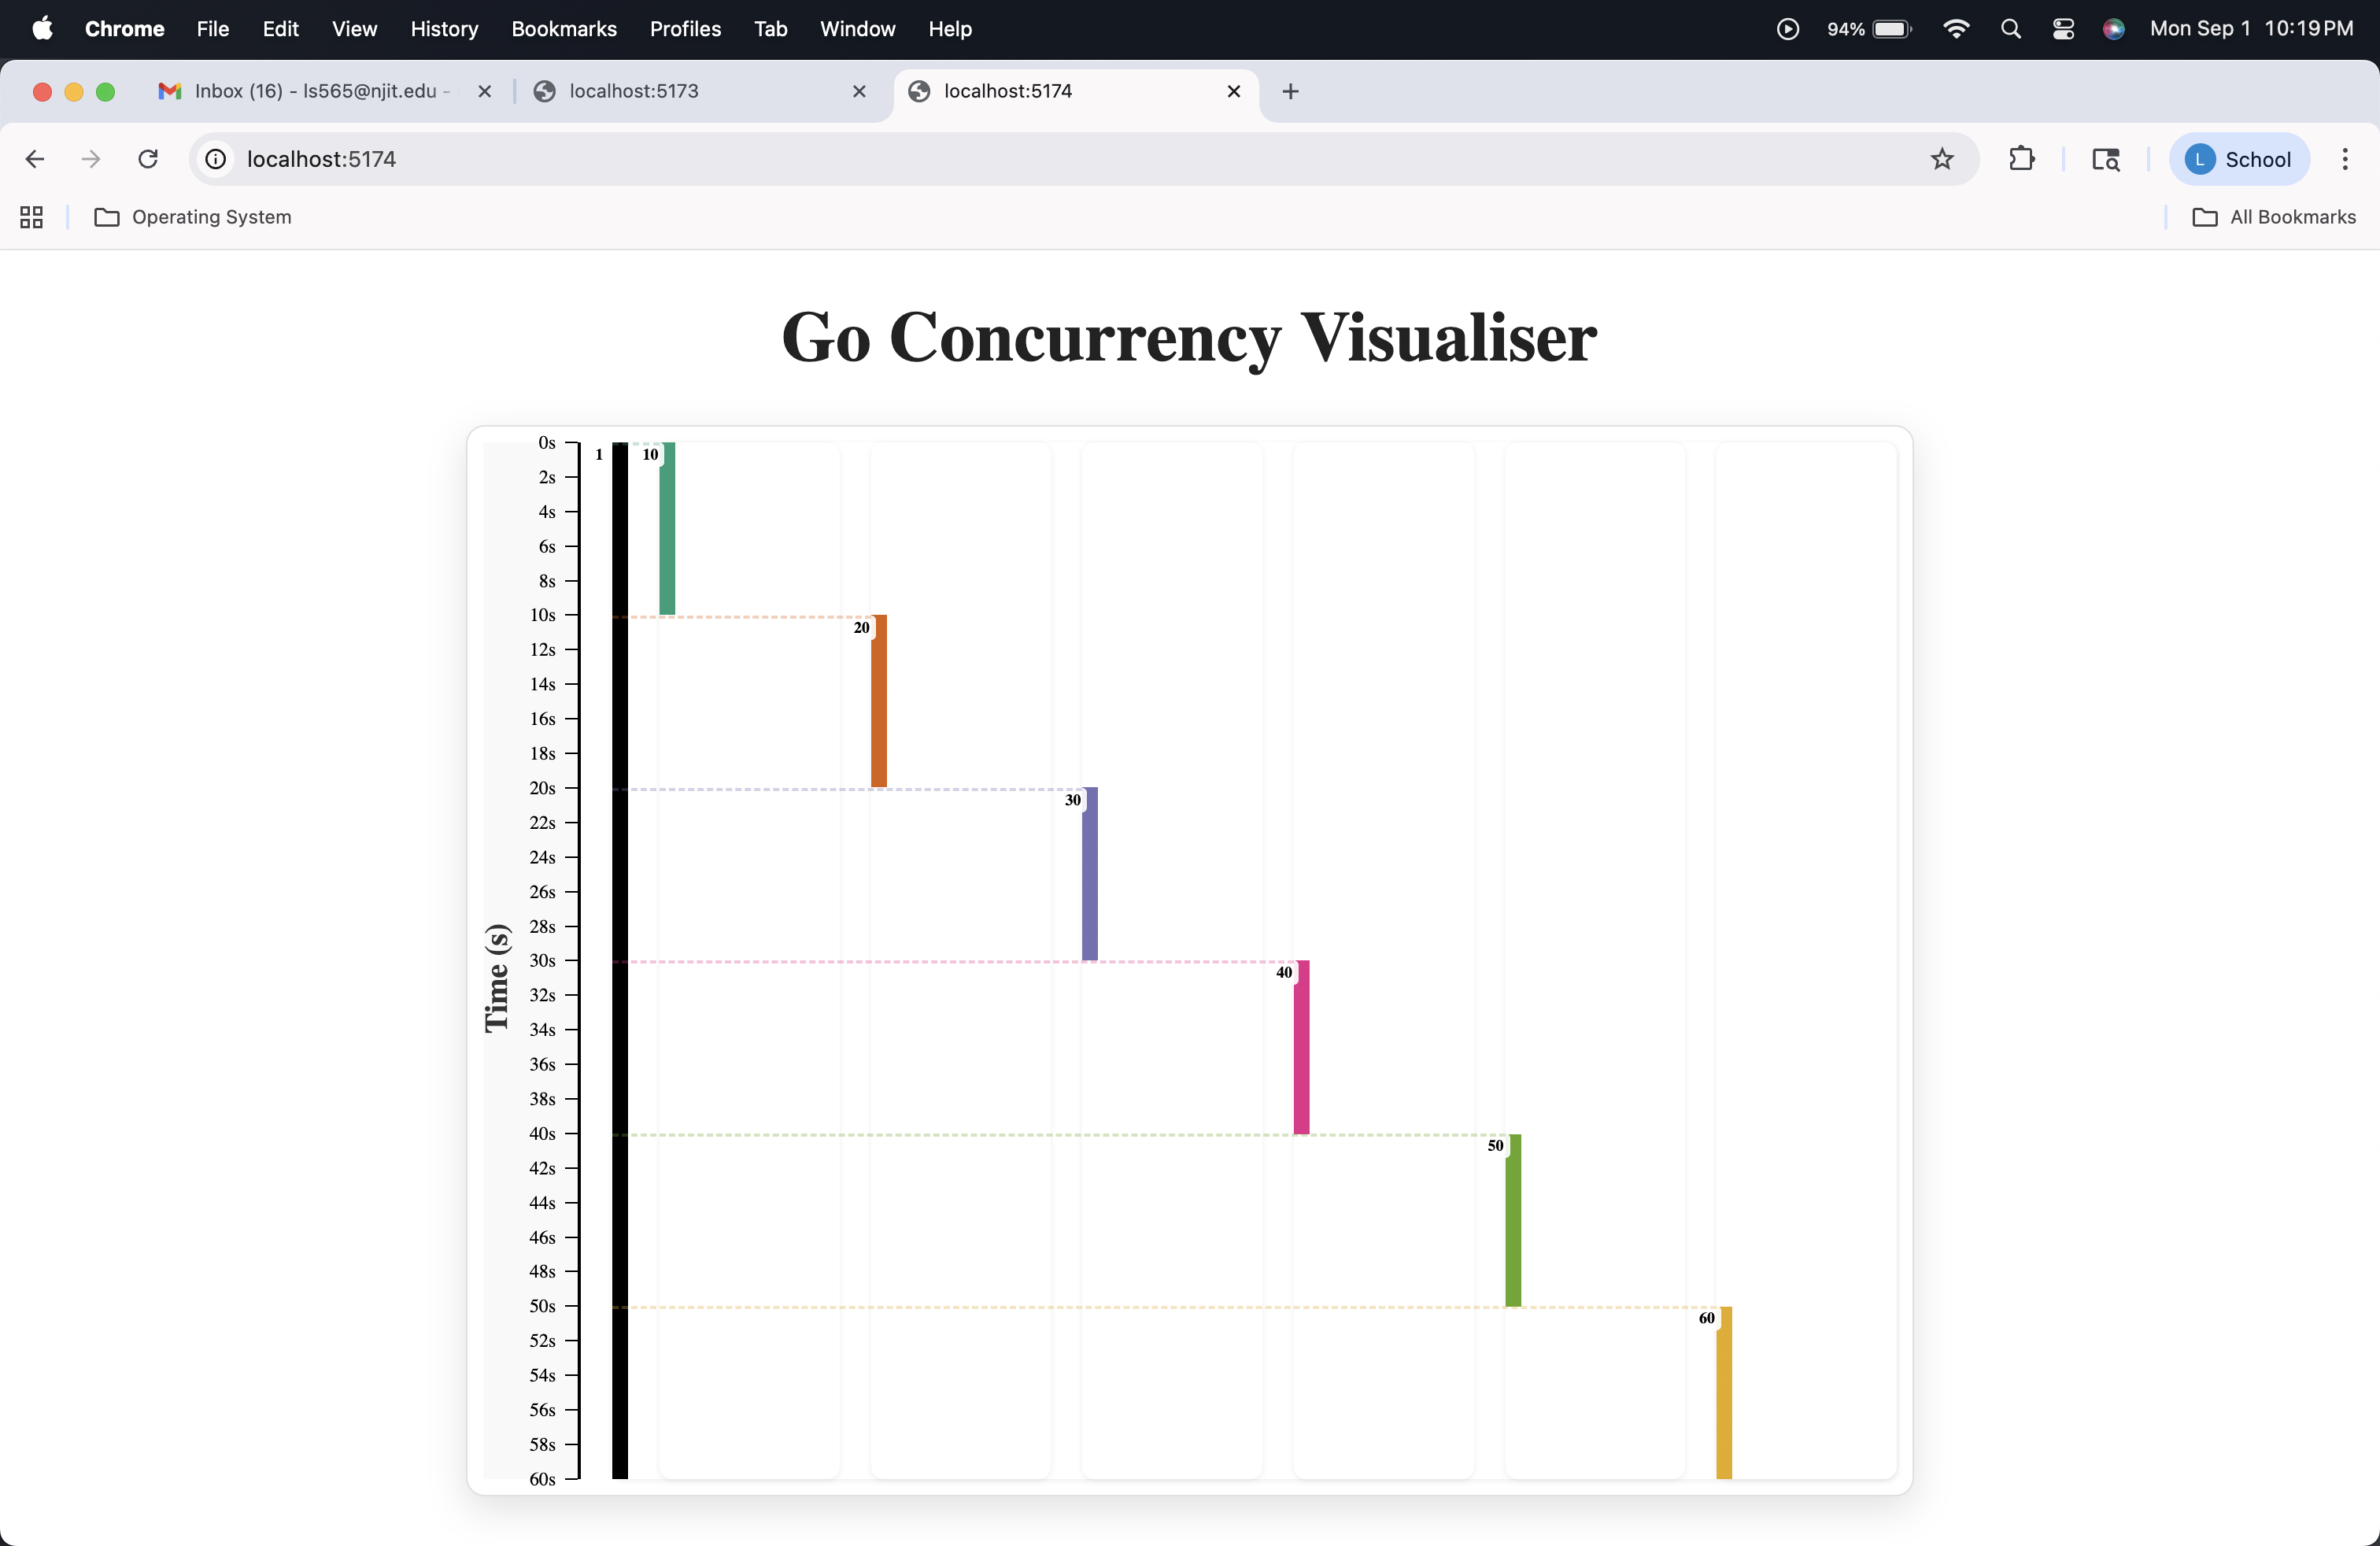 Chrome File Edit View History Bookmarks Profiles Tab Window Help 94% Mon Sep 1 10:19 PM
Inbox (16) - ls565@njit.edu - localhost:5173 localhost:5174
localhost:5174 L School
Operating System All Bookmarks
Go Concurrency Visualiser
0s
1 10
2s
4s
6s
8s
10s
20
12s
14s
16s
18s
20s
30
22s
24s
26s
28s
Time (s)
30s
40
32s
34s
36s
38s
40s
50
42s
44s
46s
48s
50s
60
52s
54s
56s
58s
60s